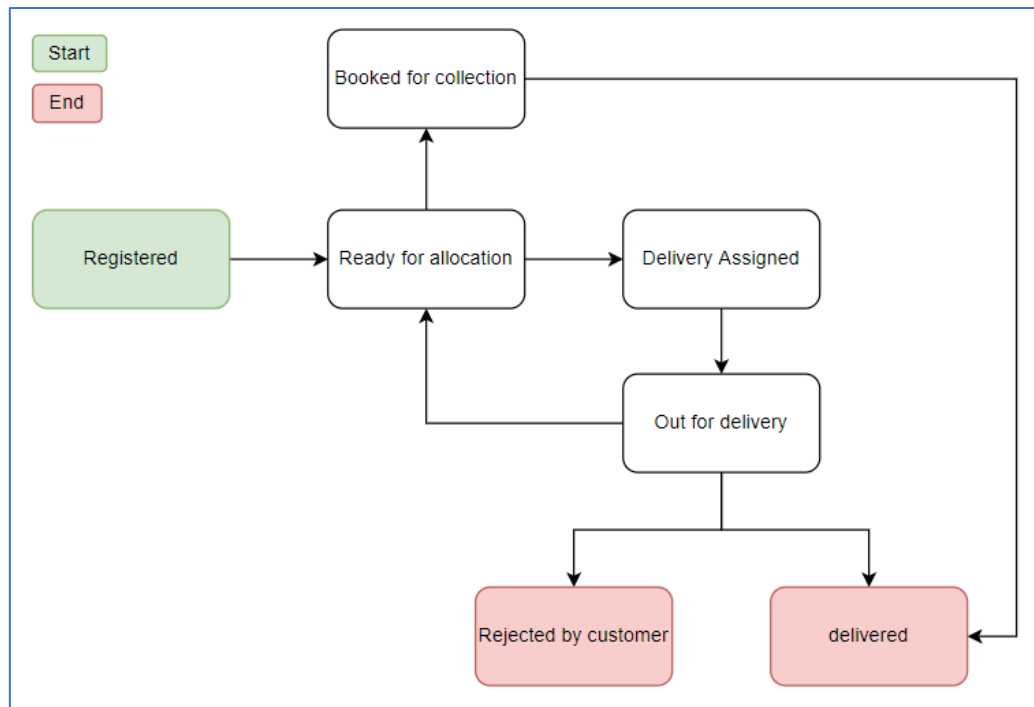 Start
End
Booked for collection
Registered
Ready for allocation
Delivery Assigned
Out for delivery
Rejected by customer
delivered